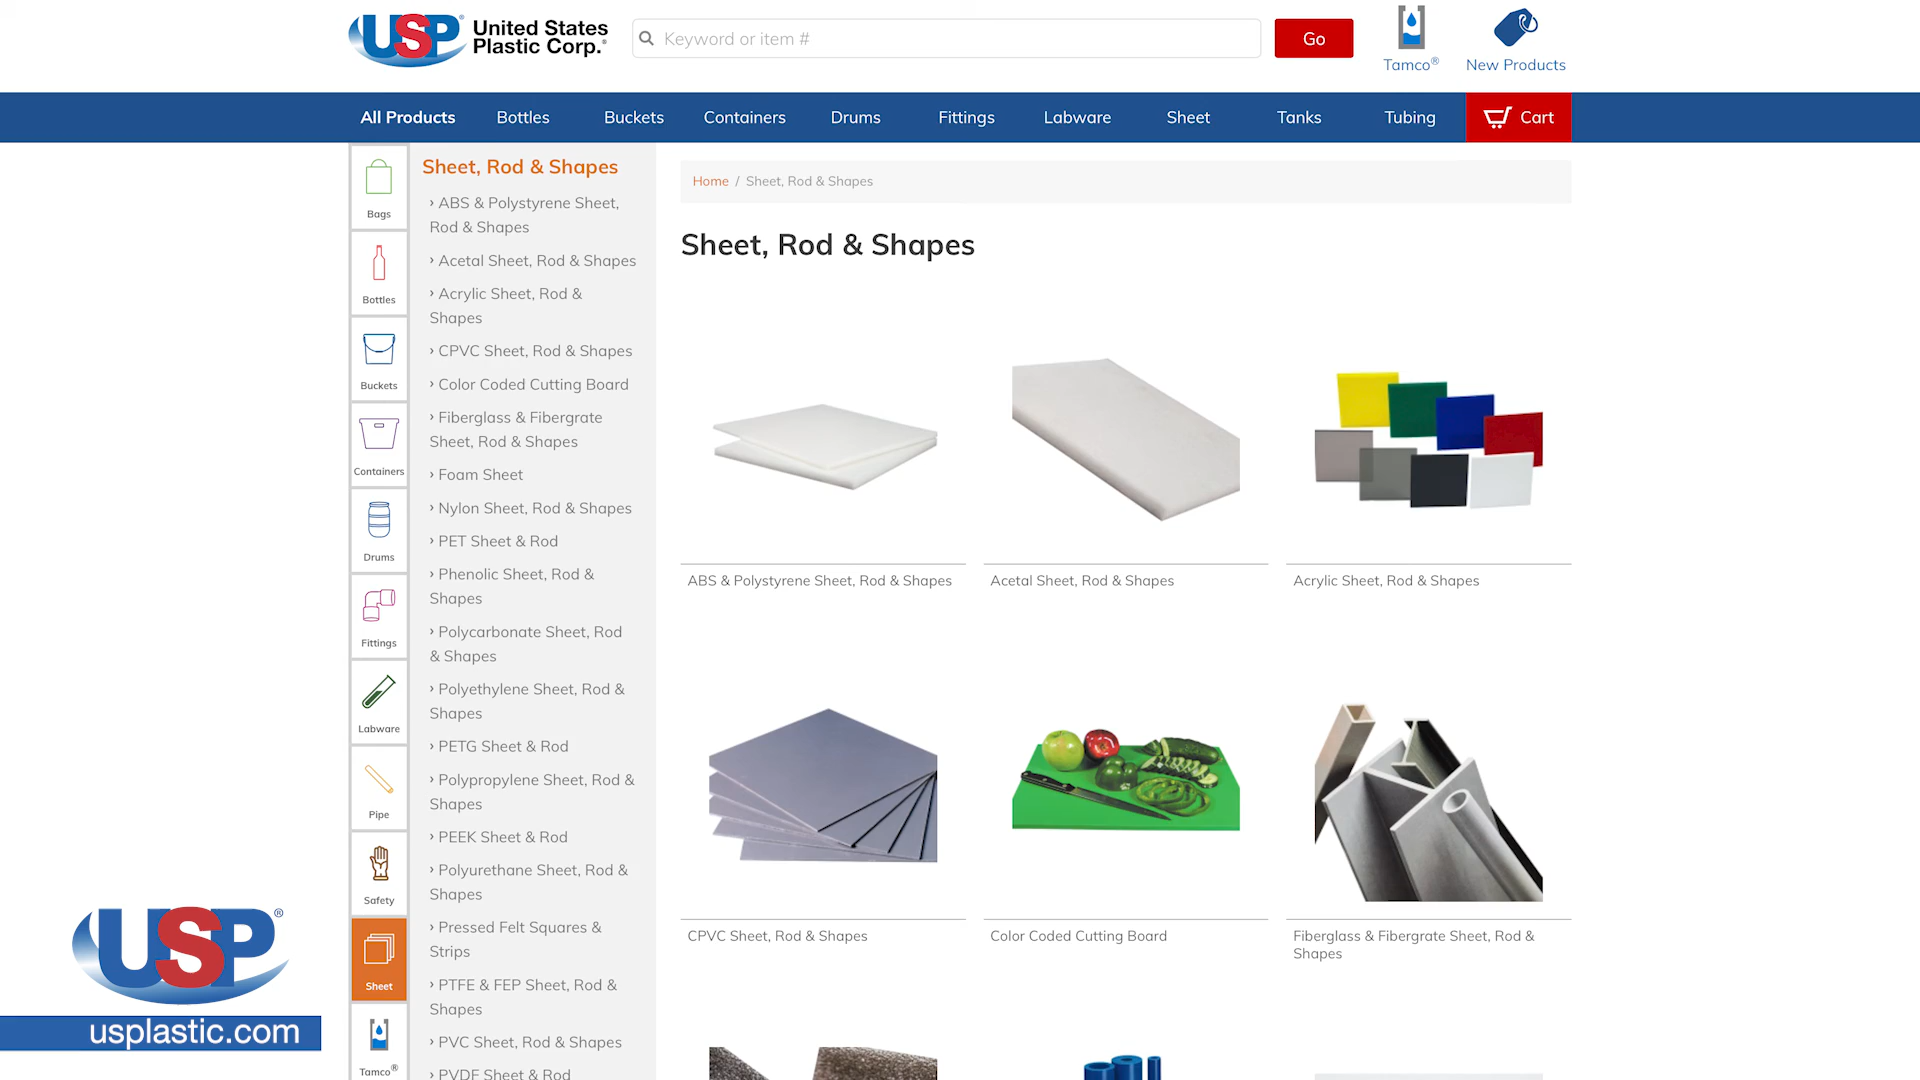 USP® United States
Plastic Corp.®
Keyword or item #
Go
Tamco®
New Products
All Products
Bottles
Buckets
Containers
Drums
Fittings
Labware
Sheet
Tanks
Tubing
Cart
Bags
Bottles
Buckets
Containers
Drums
Fittings
Labware
Pipe
Safety
Sheet
Tamco®
Sheet, Rod & Shapes
› ABS & Polystyrene Sheet,
Rod & Shapes
› Acetal Sheet, Rod & Shapes
› Acrylic Sheet, Rod &
Shapes
› CPVC Sheet, Rod & Shapes
› Color Coded Cutting Board
› Fiberglass & Fibergrate
Sheet, Rod & Shapes
› Foam Sheet
› Nylon Sheet, Rod & Shapes
› PET Sheet & Rod
› Phenolic Sheet, Rod &
Shapes
› Polycarbonate Sheet, Rod
& Shapes
› Polyethylene Sheet, Rod &
Shapes
› PETG Sheet & Rod
› Polypropylene Sheet, Rod &
Shapes
› PEEK Sheet & Rod
› Polyurethane Sheet, Rod &
Shapes
› Pressed Felt Squares &
Strips
› PTFE & FEP Sheet, Rod &
Shapes
› PVC Sheet, Rod & Shapes
› PVDF Sheet & Rod
Home / Sheet, Rod & Shapes
Sheet, Rod & Shapes
ABS & Polystyrene Sheet, Rod & Shapes
Acetal Sheet, Rod & Shapes
Acrylic Sheet, Rod & Shapes
CPVC Sheet, Rod & Shapes
Color Coded Cutting Board
Fiberglass & Fibergrate Sheet, Rod &
Shapes
USP®
usplastic.com